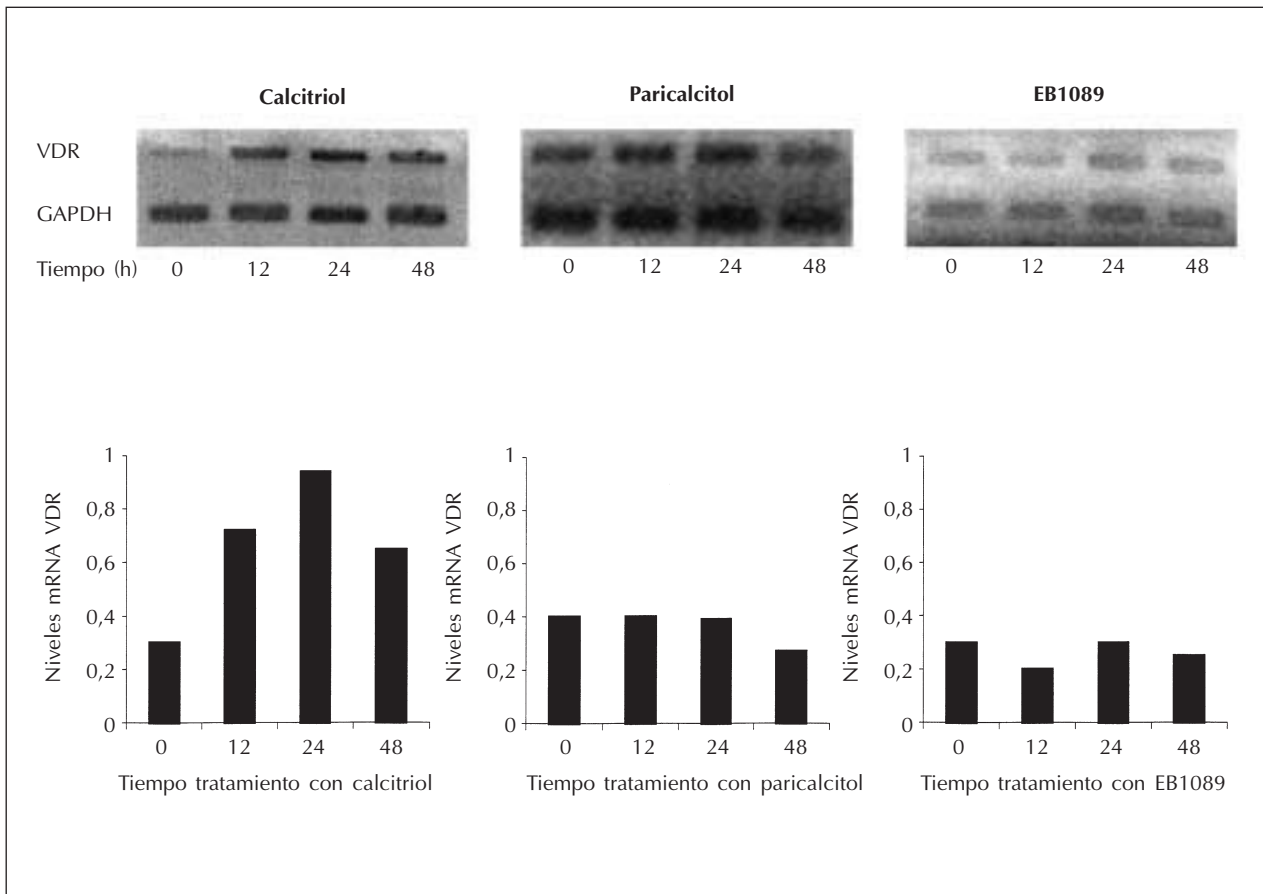 Calcitriol
Paricalcitol
EB1089
VDR
GAPDH
Tiempo (h) 0 12 24 48
0 12 24 48
0 12 24 48
Niveles mRNA VDR
1
0,8
0,6
0,4
0,2
0
0 12 24 48
Tiempo tratamiento con calcitriol
Niveles mRNA VDR
1
0,8
0,6
0,4
0,2
0
0 12 24 48
Tiempo tratamiento con paricalcitol
Niveles mRNA VDR
1
0,8
0,6
0,4
0,2
0
0 12 24 48
Tiempo tratamiento con EB1089